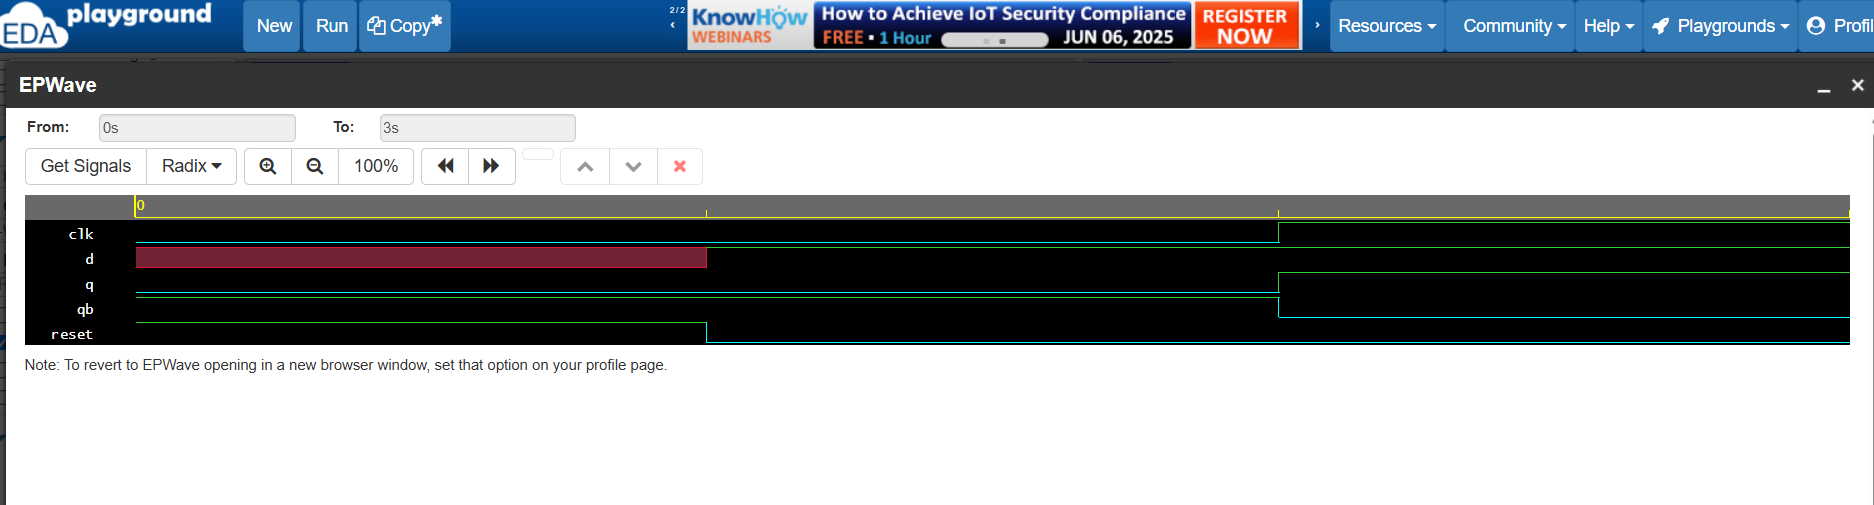 EDA playground
New
Run
Copy*
2/2
KnowHow
WEBINARS
How to Achieve IoT Security Compliance
FREE • 1 Hour
JUN 06, 2025
REGISTER
NOW
Resources
Community
Help
Playgrounds
Profil
EPWave
From: 0s To: 3s
Get Signals Radix 100%
0
clk
d
q
qb
reset
Note: To revert to EPWave opening in a new browser window, set that option on your profile page.